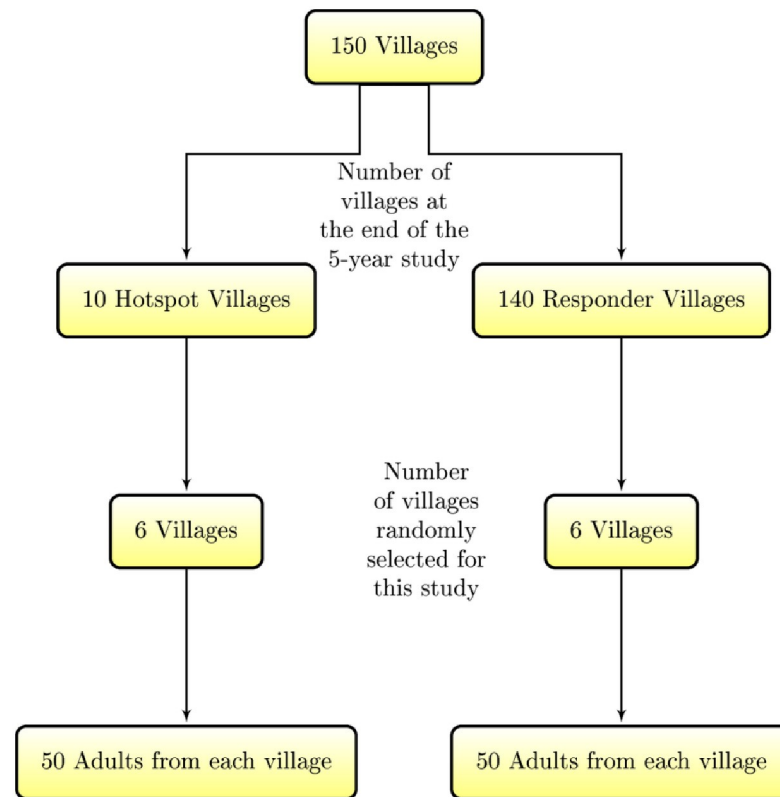 150 Villages
Number of
villages at
the end of the
5-year study
10 Hotspot Villages
140 Responder Villages
Number
of villages
randomly
selected for
this study
6 Villages
6 Villages
50 Adults from each village
50 Adults from each village